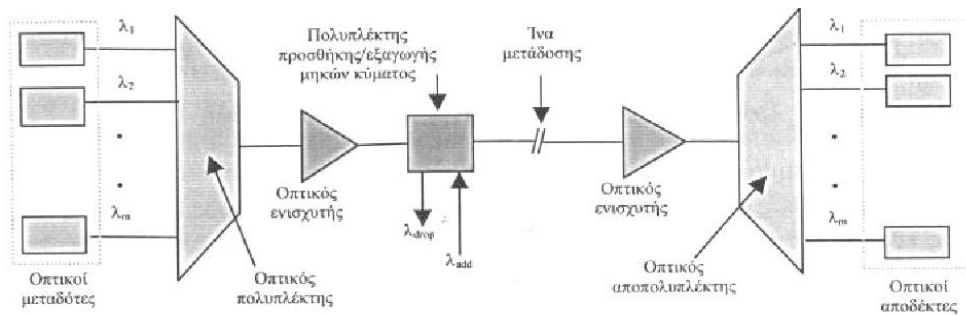 λ1
λ2
λm
Οπτικοί
μεταδότες
Οπτικός
πολυπλέκτης
Οπτικός
ενισχυτής
Πολυπλέκτης
προσθήκης/εξαγωγής
μηκών κύματος
λdrop
λadd
Ίνα
μετάδοσης
Οπτικός
ενισχυτής
Οπτικός
αποπολυπλέκτης
λ1
λ2
λm
Οπτικοί
αποδέκτες